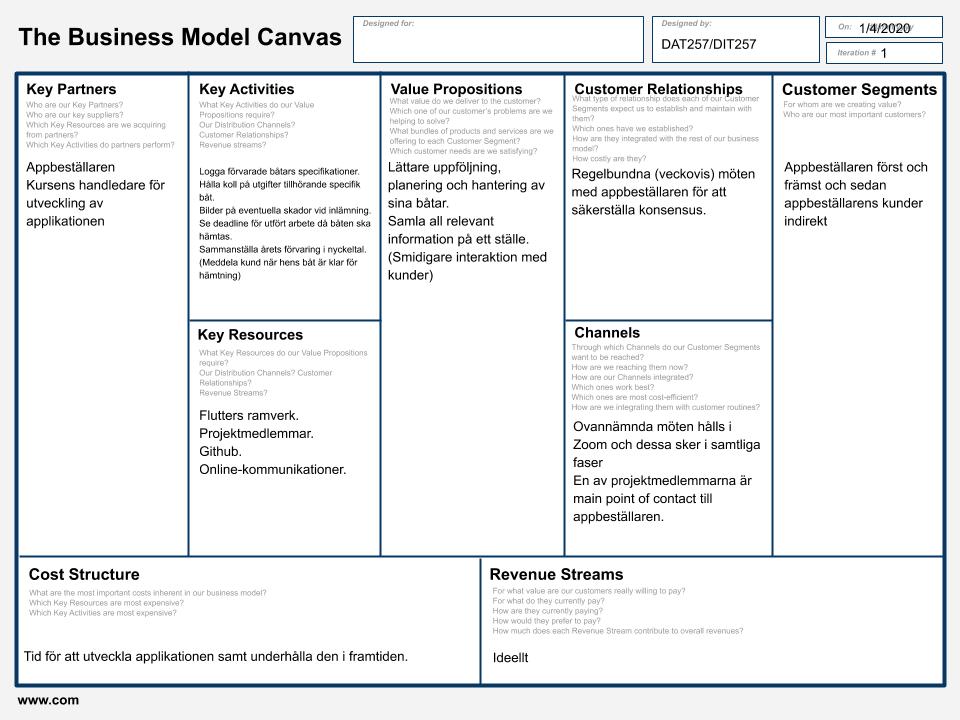 The Business Model Canvas
Designed for:
Designed by:
DAT257/DIT257
On:
1/4/2020
Iteration #
1
Key Partners
Who are our Key Partners?
Who are our key suppliers?
Which Key Resources are we acquiring
from partners?
Which Key Activities do partners perform?
Appbeställaren
Kursens handledare för
utveckling av
applikationen
Key Activities
What Key Activities do our Value
Propositions require?
Our Distribution Channels?
Customer Relationships?
Revenue streams?
Logga förvarade båtars specifikationer.
Hålla koll på utgifter tillhörande specifik
båt.
Bilder på eventuella skador vid inlämning.
Se deadline för utfört arbete då båten ska
hämtas.
Sammanställa årets förvaring i nyckeltal.
(Meddela kund när hens båt är klar för
hämtning)
Key Resources
What Key Resources do our Value Propositions
require?
Our Distribution Channels? Customer
Relationships?
Revenue Streams?
Flutters ramverk.
Projektmedlemmar.
Github.
Online-kommunikationer.
Value Propositions
What value do we deliver to the customer?
Which one of our customer's problems are we
helping to solve?
What bundles of products and services are we
offering to each Customer Segment?
Which customer needs are we satisfying?
Lättare uppföljning,
planering och hantering av
sina båtar.
Samla all relevant
information på ett ställe.
(Smidigare interaktion med
kunder)
Customer Relationships
What type of relationship does each of our Customer
Segments expect us to establish and maintain with
them?
Which ones have we established?
How are they integrated with the rest of our business
model?
How costly are they?
Regelbundna (veckovis) möten
med appbeställaren för att
säkerställa konsensus.
Channels
Through which Channels do our Customer Segments
want to be reached?
How are we reaching them now?
How are our Channels integrated?
Which ones work best?
Which ones are most cost-efficient?
How are we integrating them with customer routines?
Ovannämnda möten hålls i
Zoom och dessa sker i samtliga
faser
En av projektmedlemmarna är
main point of contact till
appbeställaren.
Customer Segments
For whom are we creating value?
Who are our most important customers?
Appbeställaren först och
främst och sedan
appbeställarens kunder
indirekt
Cost Structure
What are the most important costs inherent in our business model?
Which Key Resources are most expensive?
Which Key Activities are most expensive?
Tid för att utveckla applikationen samt underhålla den i framtiden.
Revenue Streams
For what value are our customers really willing to pay?
For what do they currently pay?
How are they currently paying?
How would they prefer to pay?
How much does each Revenue Stream contribute to overall revenues?
Ideellt
www.com